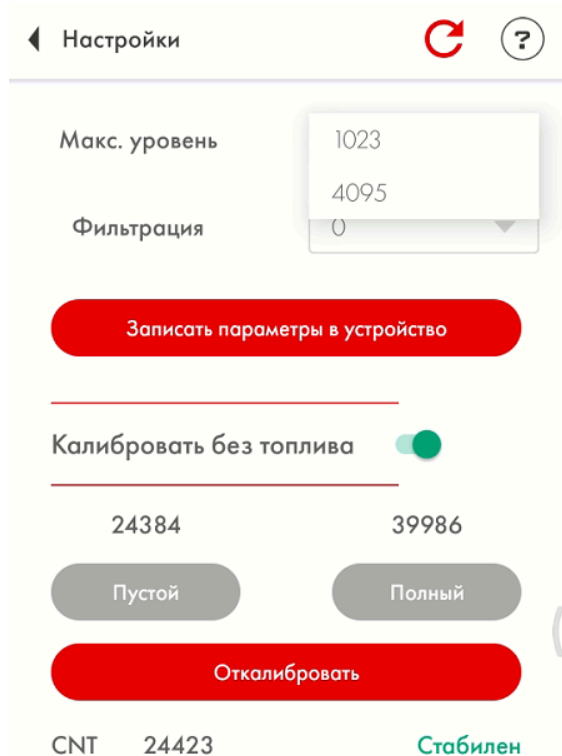 Настройки
?
Макс. уровень
1023
4095
Фильтрация
0
Записать параметры в устройство
Калибровать без топлива
24384
39986
Пустой
Полный
Откалибровать
CNT 24423 Стабилен